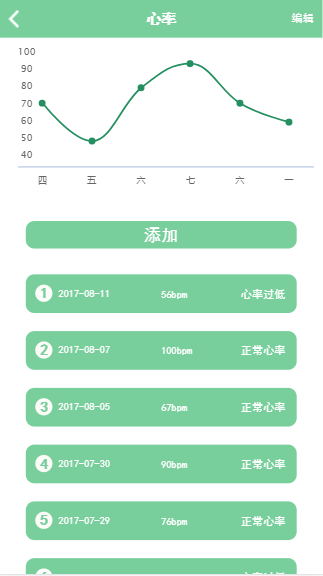 心率 编辑
100
90
80
70
60
50
40
四 五 六 七 六 一
添加
1 2017-08-11 56bpm 心率过低
2 2017-08-07 100bpm 正常心率
3 2017-08-05 67bpm 正常心率
4 2017-07-30 90bpm 正常心率
5 2017-07-29 76bpm 正常心率